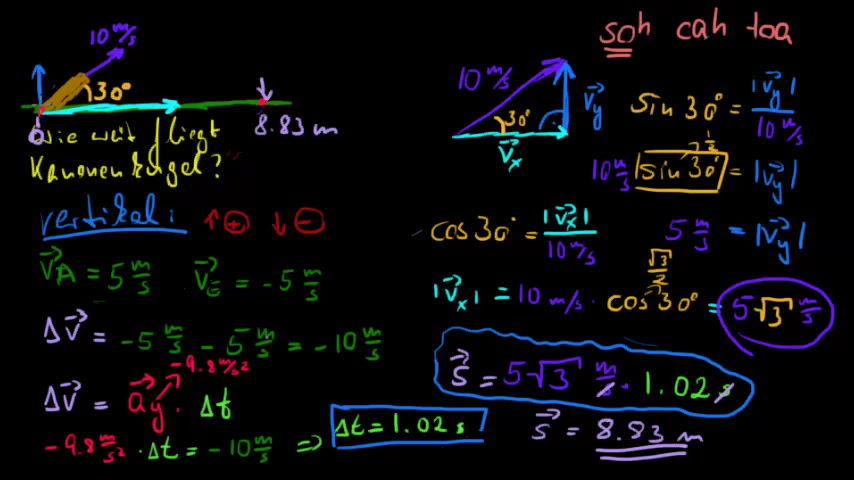 10 m/s
30°
8.83 m
Wie weit fliegt
Kanonenkugel?
vertikal: ↑ ⊕ ↓ ⊖
v⃗A = 5 m/s v⃗E = -5 m/s
Δv⃗ = -5 m/s - 5 m/s = -10 m/s
-9.8 m/s²
Δv⃗ = a⃗y · Δt
-9.8 m/s² · Δt = -10 m/s ⇒ Δt = 1.02 s
soh cah toa
10 m/s
30°
v⃗y
v⃗x
sin 30° = |v⃗y| / 10 m/s
1/2
10 m/s sin 30° = |v⃗y|
5 m/s = |v⃗y|
cos 30° = |v⃗x| / 10 m/s
√3/2
|v⃗x| = 10 m/s · cos 30° = 5√3 m/s
s⃗ = 5√3 m/s · 1.02 s
s⃗ = 8.83 m